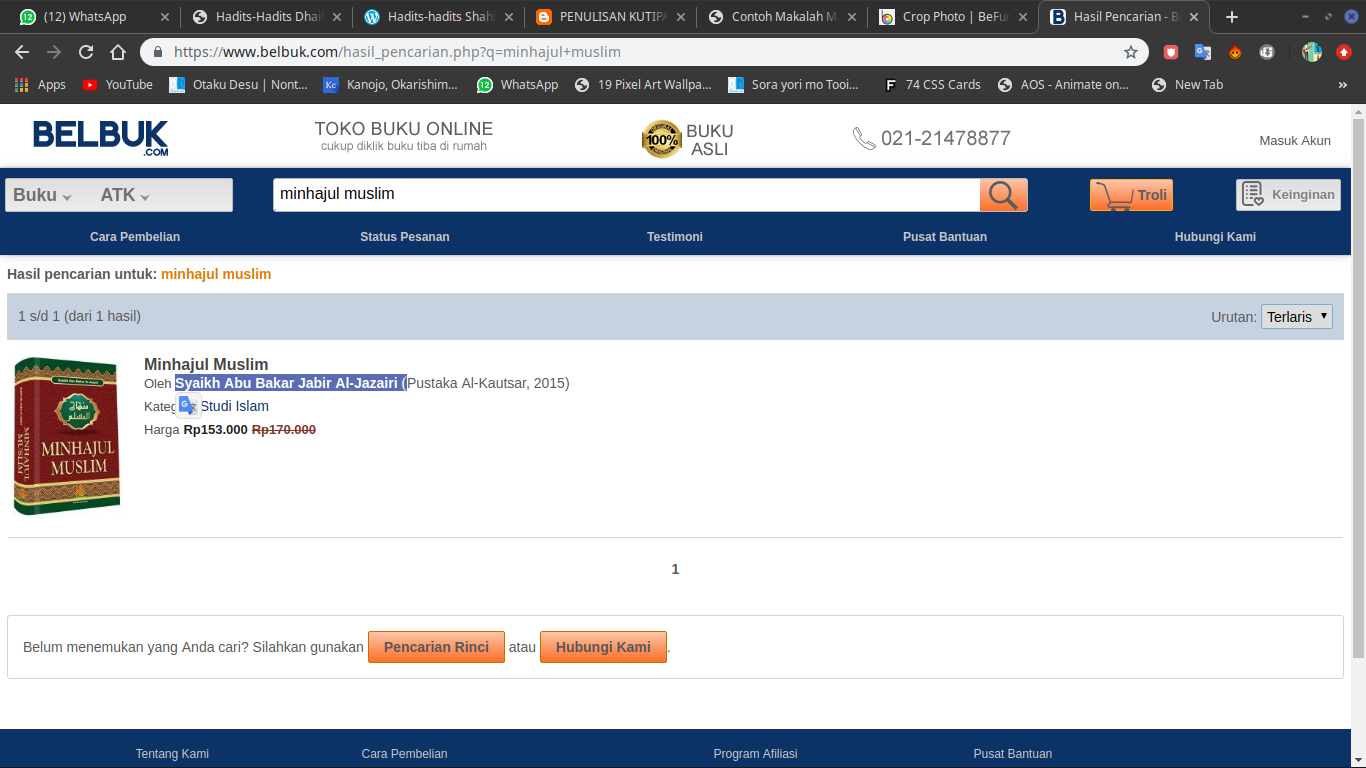 (12) WhatsApp
Hadits-Hadits Dhai
Hadits-hadits Shah
PENULISAN KUTIPA
Contoh Makalah M
Crop Photo | BeFu
Hasil Pencarian - B
https://www.belbuk.com/hasil_pencarian.php?q=minhajul+muslim
Apps
YouTube
Otaku Desu | Nont...
Kanojo, Okarishim...
WhatsApp
19 Pixel Art Wallpa...
Sora yori mo Tooi...
74 CSS Cards
AOS - Animate on...
New Tab
BELBUK
.COM
TOKO BUKU ONLINE
cukup diklik buku tiba di rumah
100%
BUKU
ASLI
021-21478877
Masuk Akun
Buku
ATK
minhajul muslim
Troli
Keinginan
Cara Pembelian
Status Pesanan
Testimoni
Pusat Bantuan
Hubungi Kami
Hasil pencarian untuk: minhajul muslim
1 s/d 1 (dari 1 hasil)
Urutan: Terlaris
Minhajul Muslim
Oleh Syaikh Abu Bakar Jabir Al-Jazairi (Pustaka Al-Kautsar, 2015)
Kateg Studi Islam
Harga Rp153.000 Rp170.000
منهاج
المسلم
MINHAJUL
MUSLIM
MINHAJUL
MUSLIM
1
Belum menemukan yang Anda cari? Silahkan gunakan Pencarian Rinci atau Hubungi Kami.
Tentang Kami
Cara Pembelian
Program Afiliasi
Pusat Bantuan